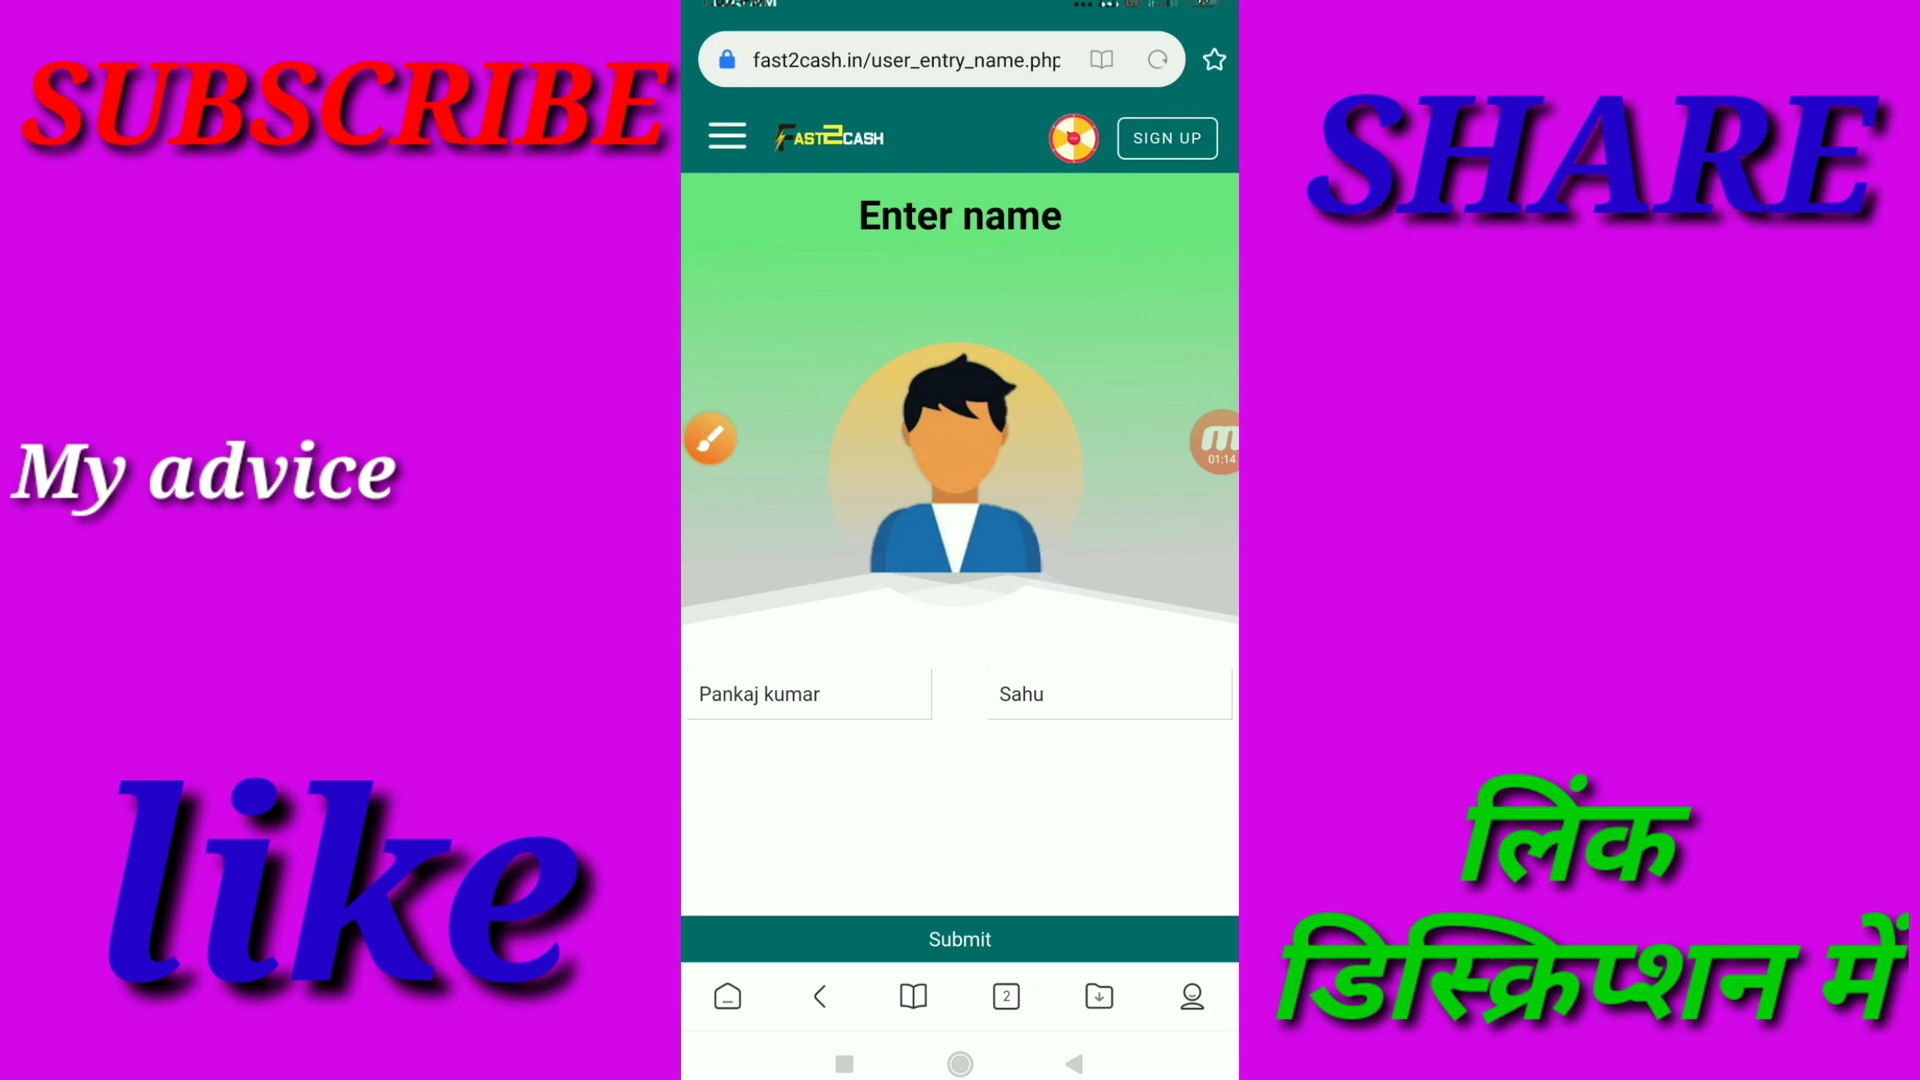 SUBSCRIBE
SHARE
My advice
like
लिंक
डिस्क्रिप्शन में
fast2cash.in/user_entry_name.php
FAST2CASH
SIGN UP
Enter name
01:14
Pankaj kumar
Sahu
Submit
2